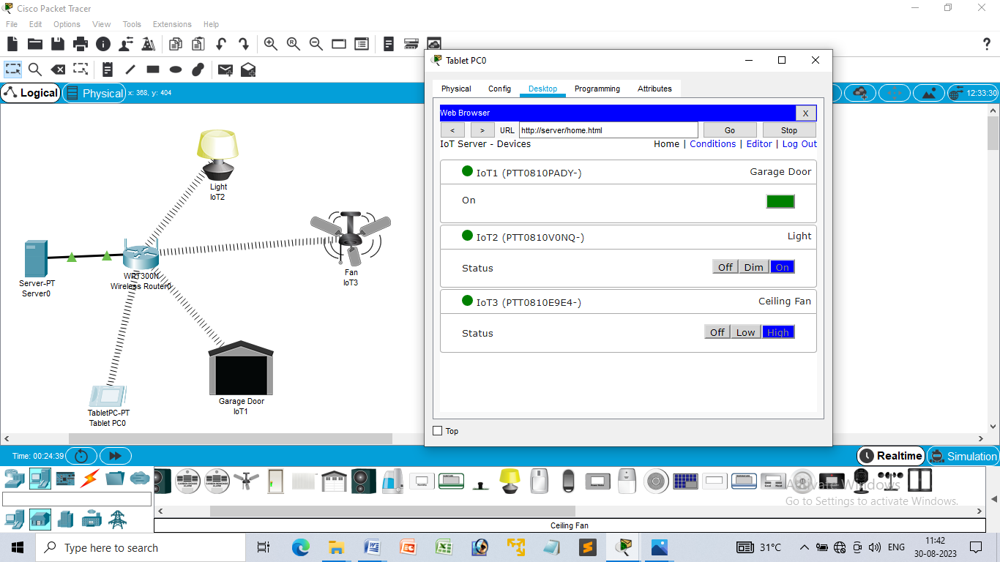 Cisco Packet Tracer
File Edit Options View Tools Extensions Help
Logical Physical x: 368, y: 404
12:33:30
Light
IoT2
Fan
IoT3
Server-PT
Server0
WRT300N
Wireless Router0
Garage Door
IoT1
TabletPC-PT
Tablet PC0
Tablet PC0
Physical Config Desktop Programming Attributes
Web Browser X
< > URL http://server/home.html Go Stop
IoT Server - Devices Home | Conditions | Editor | Log Out
IoT1 (PTT0810PADY-) Garage Door
On
IoT2 (PTT0810V0NQ-) Light
Status Off Dim On
IoT3 (PTT0810E9E4-) Ceiling Fan
Status Off Low High
Top
Time: 00:24:39 Realtime Simulation
Activate Windows
Go to Settings to activate Windows.
Ceiling Fan
Type here to search
31°C ENG 11:42
30-08-2023